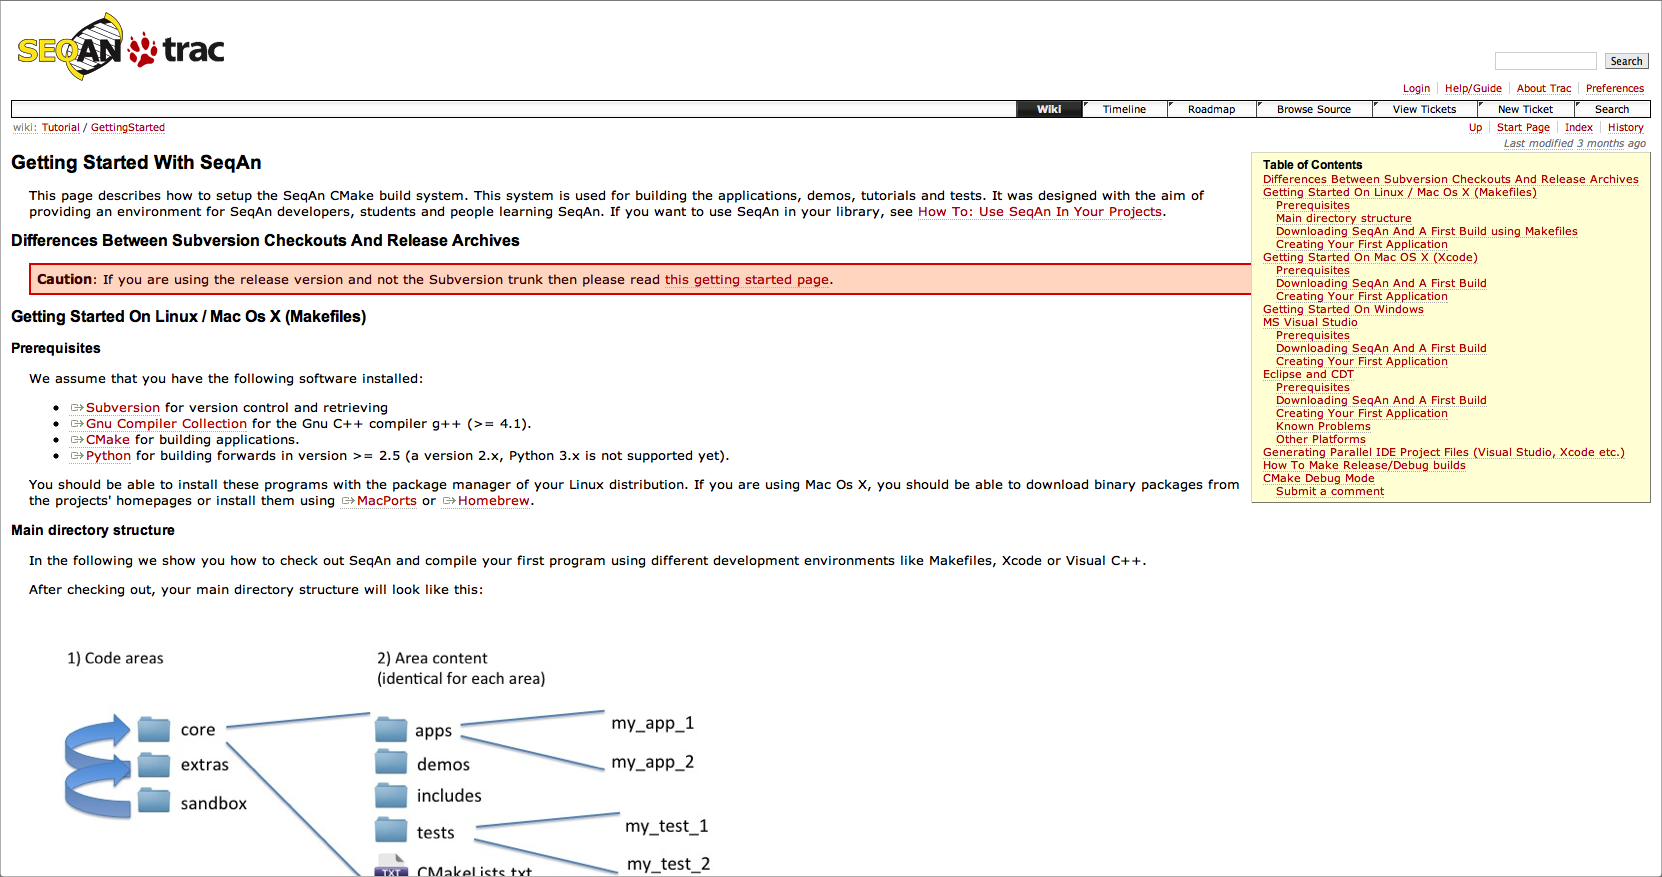 SEQAN trac
Search
Login Help/Guide About Trac Preferences
Wiki Timeline Roadmap Browse Source View Tickets New Ticket Search
wiki: Tutorial / GettingStarted
Up Start Page Index History
Last modified 3 months ago
Getting Started With SeqAn
This page describes how to setup the SeqAn CMake build system. This system is used for building the applications, demos, tutorials and tests. It was designed with the aim of
providing an environment for SeqAn developers, students and people learning SeqAn. If you want to use SeqAn in your library, see How To: Use SeqAn In Your Projects.
Differences Between Subversion Checkouts And Release Archives
Caution: If you are using the release version and not the Subversion trunk then please read this getting started page.
Getting Started On Linux / Mac Os X (Makefiles)
Prerequisites
We assume that you have the following software installed:
• Subversion for version control and retrieving
• Gnu Compiler Collection for the Gnu C++ compiler g++ (>= 4.1).
• CMake for building applications.
• Python for building forwards in version >= 2.5 (a version 2.x, Python 3.x is not supported yet).
You should be able to install these programs with the package manager of your Linux distribution. If you are using Mac Os X, you should be able to download binary packages from
the projects' homepages or install them using MacPorts or Homebrew.
Main directory structure
In the following we show you how to check out SeqAn and compile your first program using different development environments like Makefiles, Xcode or Visual C++.
After checking out, your main directory structure will look like this:
Table of Contents
Differences Between Subversion Checkouts And Release Archives
Getting Started On Linux / Mac Os X (Makefiles)
Prerequisites
Main directory structure
Downloading SeqAn And A First Build using Makefiles
Creating Your First Application
Getting Started On Mac OS X (Xcode)
Prerequisites
Downloading SeqAn And A First Build
Creating Your First Application
Getting Started On Windows
MS Visual Studio
Prerequisites
Downloading SeqAn And A First Build
Creating Your First Application
Eclipse and CDT
Prerequisites
Downloading SeqAn And A First Build
Creating Your First Application
Known Problems
Other Platforms
Generating Parallel IDE Project Files (Visual Studio, Xcode etc.)
How To Make Release/Debug builds
CMake Debug Mode
Submit a comment
1) Code areas
2) Area content
(identical for each area)
core
extras
sandbox
apps
demos
includes
tests
TXT CMakeLists.txt
my_app_1
my_app_2
my_test_1
my_test_2